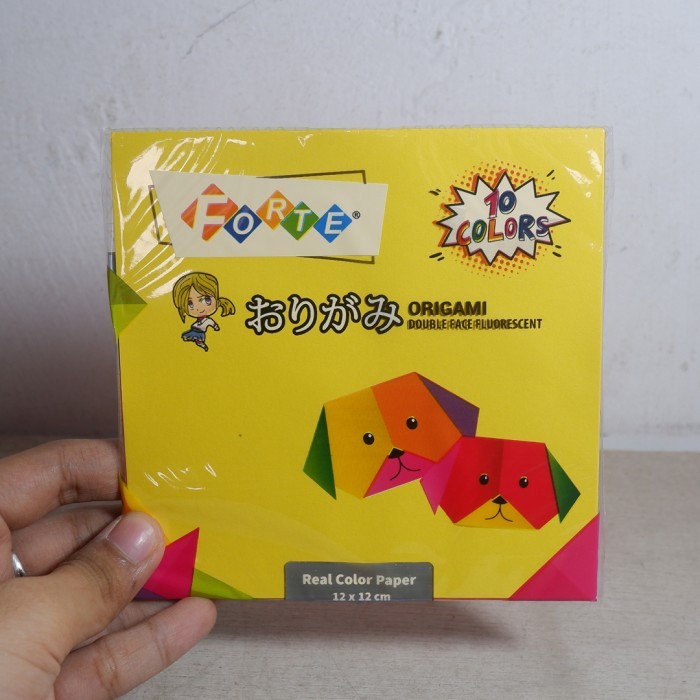 FORTE®
10
COLORS
おりがみ
ORIGAMI
DOUBLE FACE FLUORESCENT
Real Color Paper
12 x 12 cm